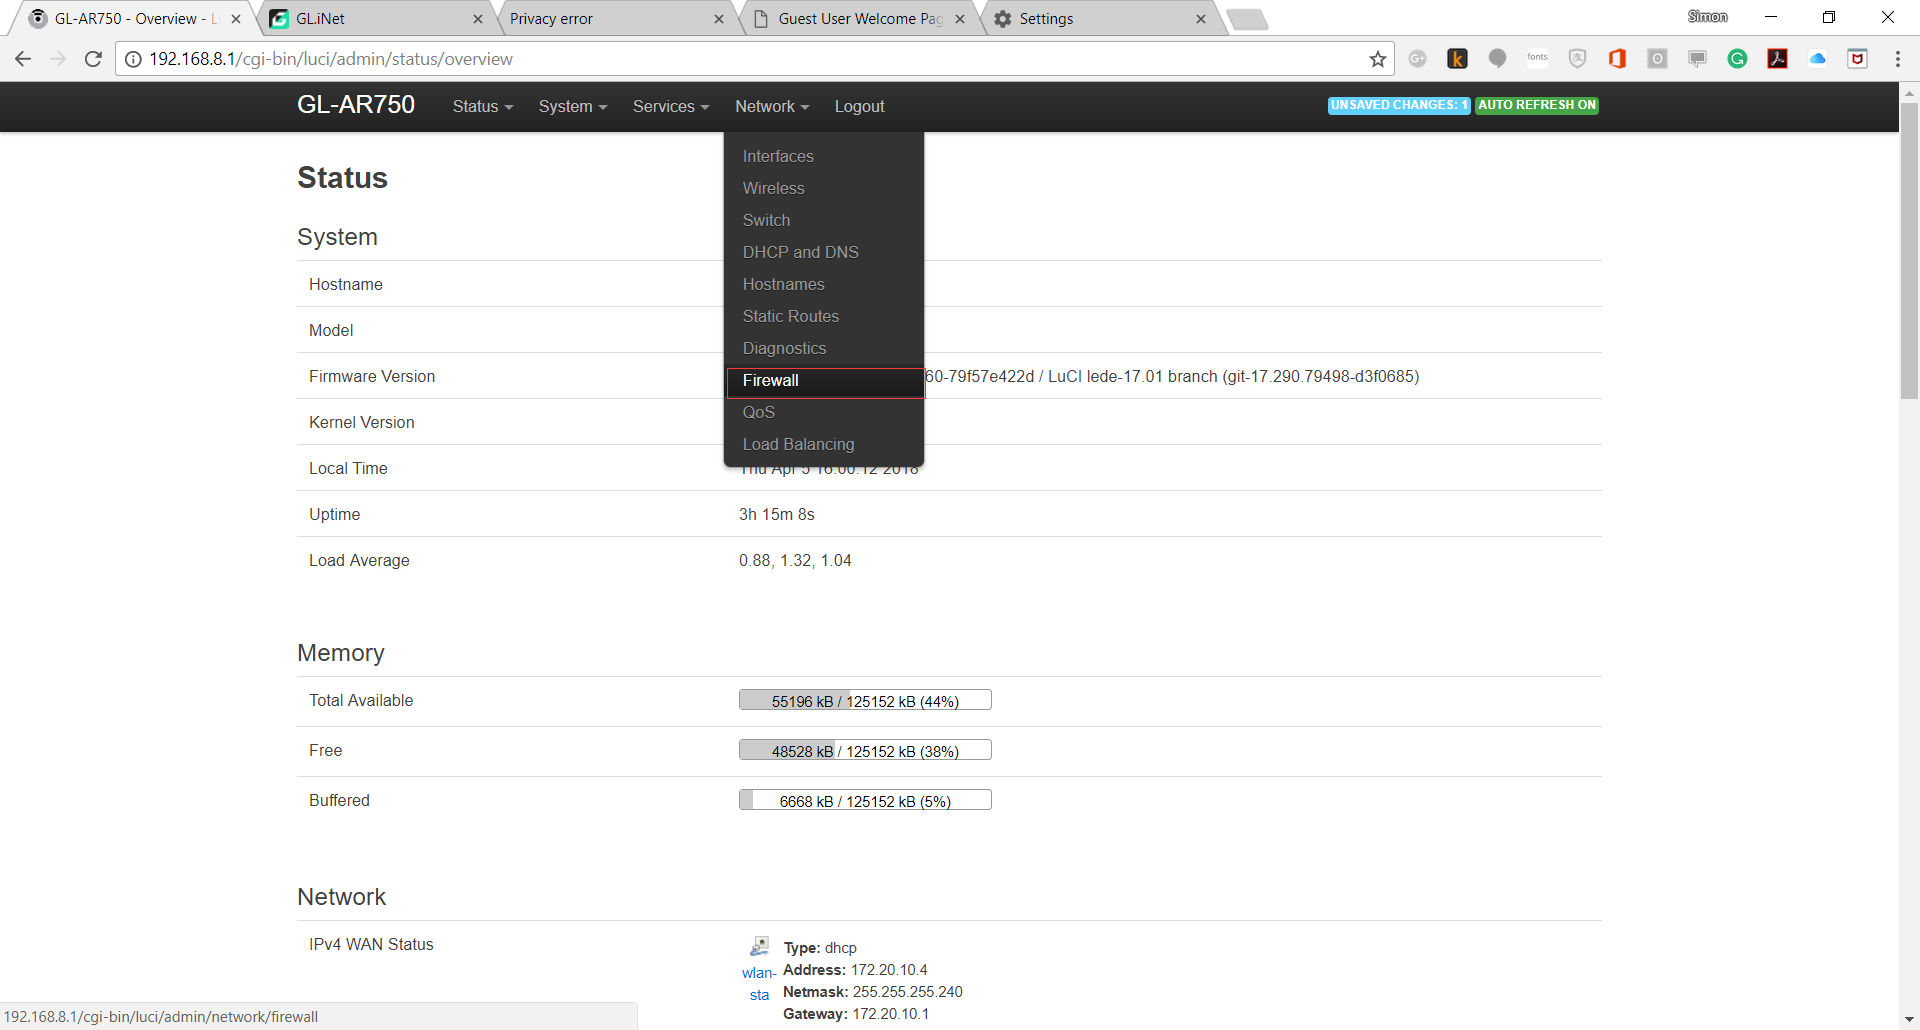 GL-AR750 - Overview - L
GL.iNet
Privacy error
Guest User Welcome Pag
Settings
Simon
192.168.8.1/cgi-bin/luci/admin/status/overview
fonts
GL-AR750
Status
System
Services
Network
Logout
UNSAVED CHANGES: 1
AUTO REFRESH ON
Interfaces
Wireless
Switch
DHCP and DNS
Hostnames
Static Routes
Diagnostics
Firewall
QoS
Load Balancing
Status
System
Hostname
Model
Firmware Version
60-79f57e422d / LuCI lede-17.01 branch (git-17.290.79498-d3f0685)
Kernel Version
Local Time
Thu Apr 5 16:00:12 2018
Uptime
3h 15m 8s
Load Average
0.88, 1.32, 1.04
Memory
Total Available
55196 kB / 125152 kB (44%)
Free
48528 kB / 125152 kB (38%)
Buffered
6668 kB / 125152 kB (5%)
Network
IPv4 WAN Status
wlan-
sta
Type: dhcp
Address: 172.20.10.4
Netmask: 255.255.255.240
Gateway: 172.20.10.1
192.168.8.1/cgi-bin/luci/admin/network/firewall